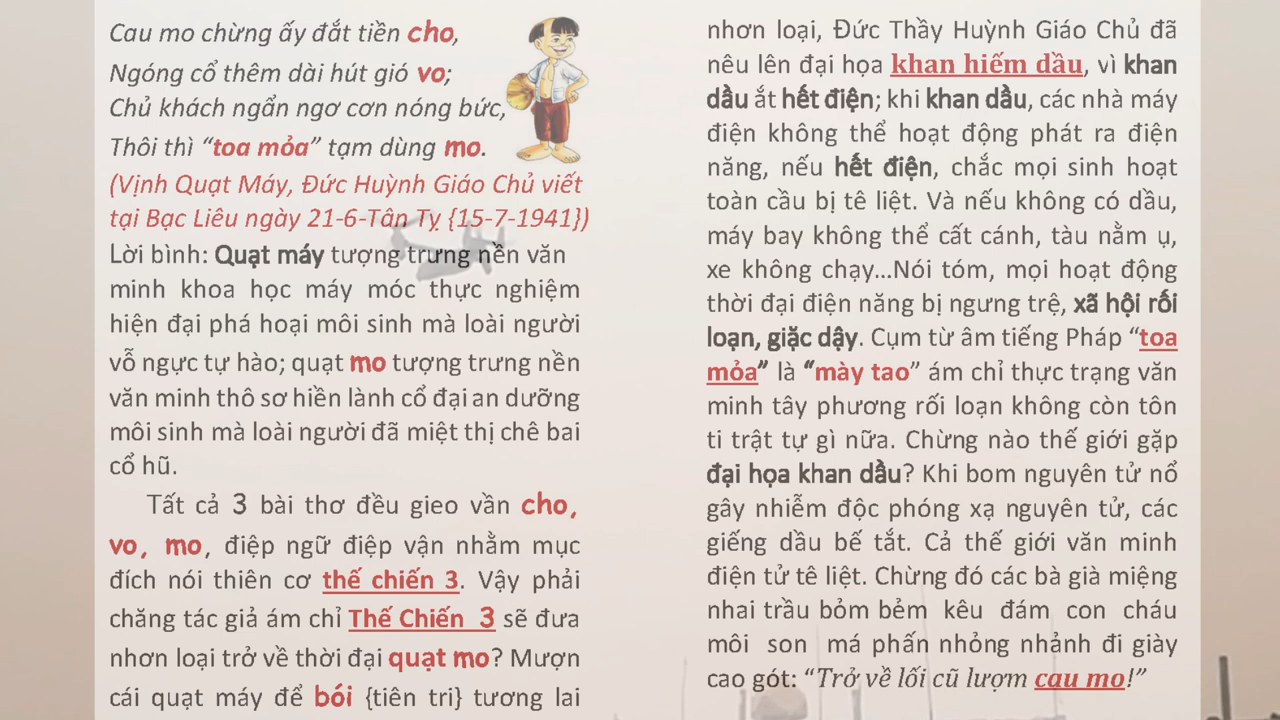 Cau mo chừng ấy đắt tiền cho,
Ngóng cổ thêm dài hút gió vo;
Chủ khách ngẩn ngơ cơn nóng bức,
Thôi thì “toa mỏa” tạm dùng mo.
(Vịnh Quạt Máy, Đức Huỳnh Giáo Chủ viết
tại Bạc Liêu ngày 21-6-Tân Tỵ {15-7-1941})
Lời bình: Quạt máy tượng trưng nền văn
minh khoa học máy móc thực nghiệm
hiện đại phá hoại môi sinh mà loài người
vỗ ngực tự hào; quạt mo tượng trưng nền
văn minh thô sơ hiền lành cổ đại an dưỡng
môi sinh mà loài người đã miệt thị chê bai
cổ hũ.
Tất cả 3 bài thơ đều gieo vần cho,
vo, mo, điệp ngữ điệp vận nhằm mục
đích nói thiên cơ thế chiến 3. Vậy phải
chăng tác giả ám chỉ Thế Chiến 3 sẽ đưa
nhơn loại trở về thời đại quạt mo? Mượn
cái quạt máy để bói {tiên tri} tương lai
nhơn loại, Đức Thầy Huỳnh Giáo Chủ đã
nêu lên đại họa khan hiếm dầu, vì khan
dầu ắt hết điện; khi khan dầu, các nhà máy
điện không thể hoạt động phát ra điện
năng, nếu hết điện, chắc mọi sinh hoạt
toàn cầu bị tê liệt. Và nếu không có dầu,
máy bay không thể cất cánh, tàu nằm ụ,
xe không chạy...Nói tóm, mọi hoạt động
thời đại điện năng bị ngưng trệ, xã hội rối
loạn, giặc dậy. Cụm từ âm tiếng Pháp “toa
mỏa” là “mày tao” ám chỉ thực trạng văn
minh tây phương rối loạn không còn tôn
ti trật tự gì nữa. Chừng nào thế giới gặp
đại họa khan dầu? Khi bom nguyên tử nổ
gây nhiễm độc phóng xạ nguyên tử, các
giếng dầu bế tắt. Cả thế giới văn minh
điện tử tê liệt. Chừng đó các bà già miệng
nhai trầu bỏm bẻm kêu đám con cháu
môi son má phấn nhỏng nhảnh đi giày
cao gót: “Trở về lối cũ lượm cau mo!”